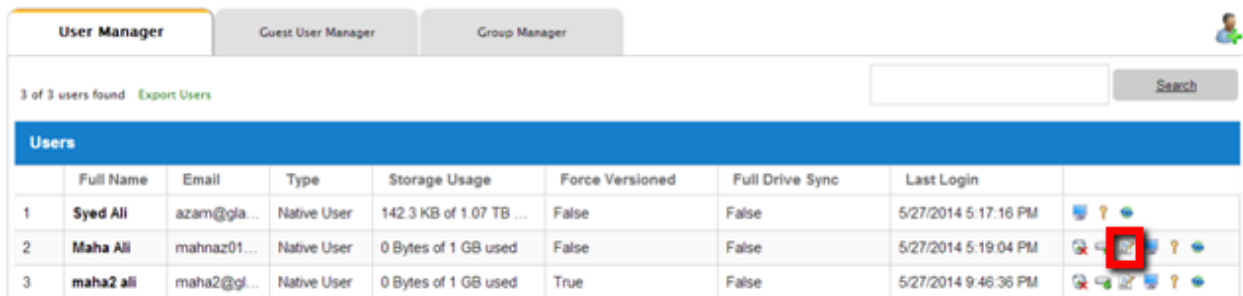 User Manager Guest User Manager Group Manager
3 of 3 users found Export Users Search
Users
Full Name Email Type Storage Usage Force Versioned Full Drive Sync Last Login
1 Syed Ali azam@gla... Native User 142.3 KB of 1.07 TB ... False False 5/27/2014 5:17:16 PM
2 Maha Ali mahnaz01... Native User 0 Bytes of 1 GB used False False 5/27/2014 5:19:04 PM
3 maha2 ali maha2@gl... Native User 0 Bytes of 1 GB used True False 5/27/2014 9:46:36 PM